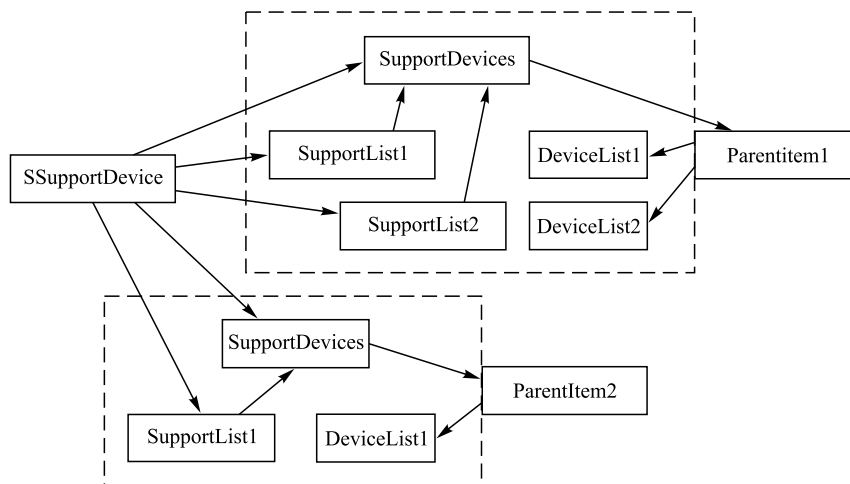 SupportDevices
SupportList1
DeviceList1
Parentitem1
SSupportDevice
SupportList2
DeviceList2
SupportDevices
ParentItem2
SupportList1
DeviceList1